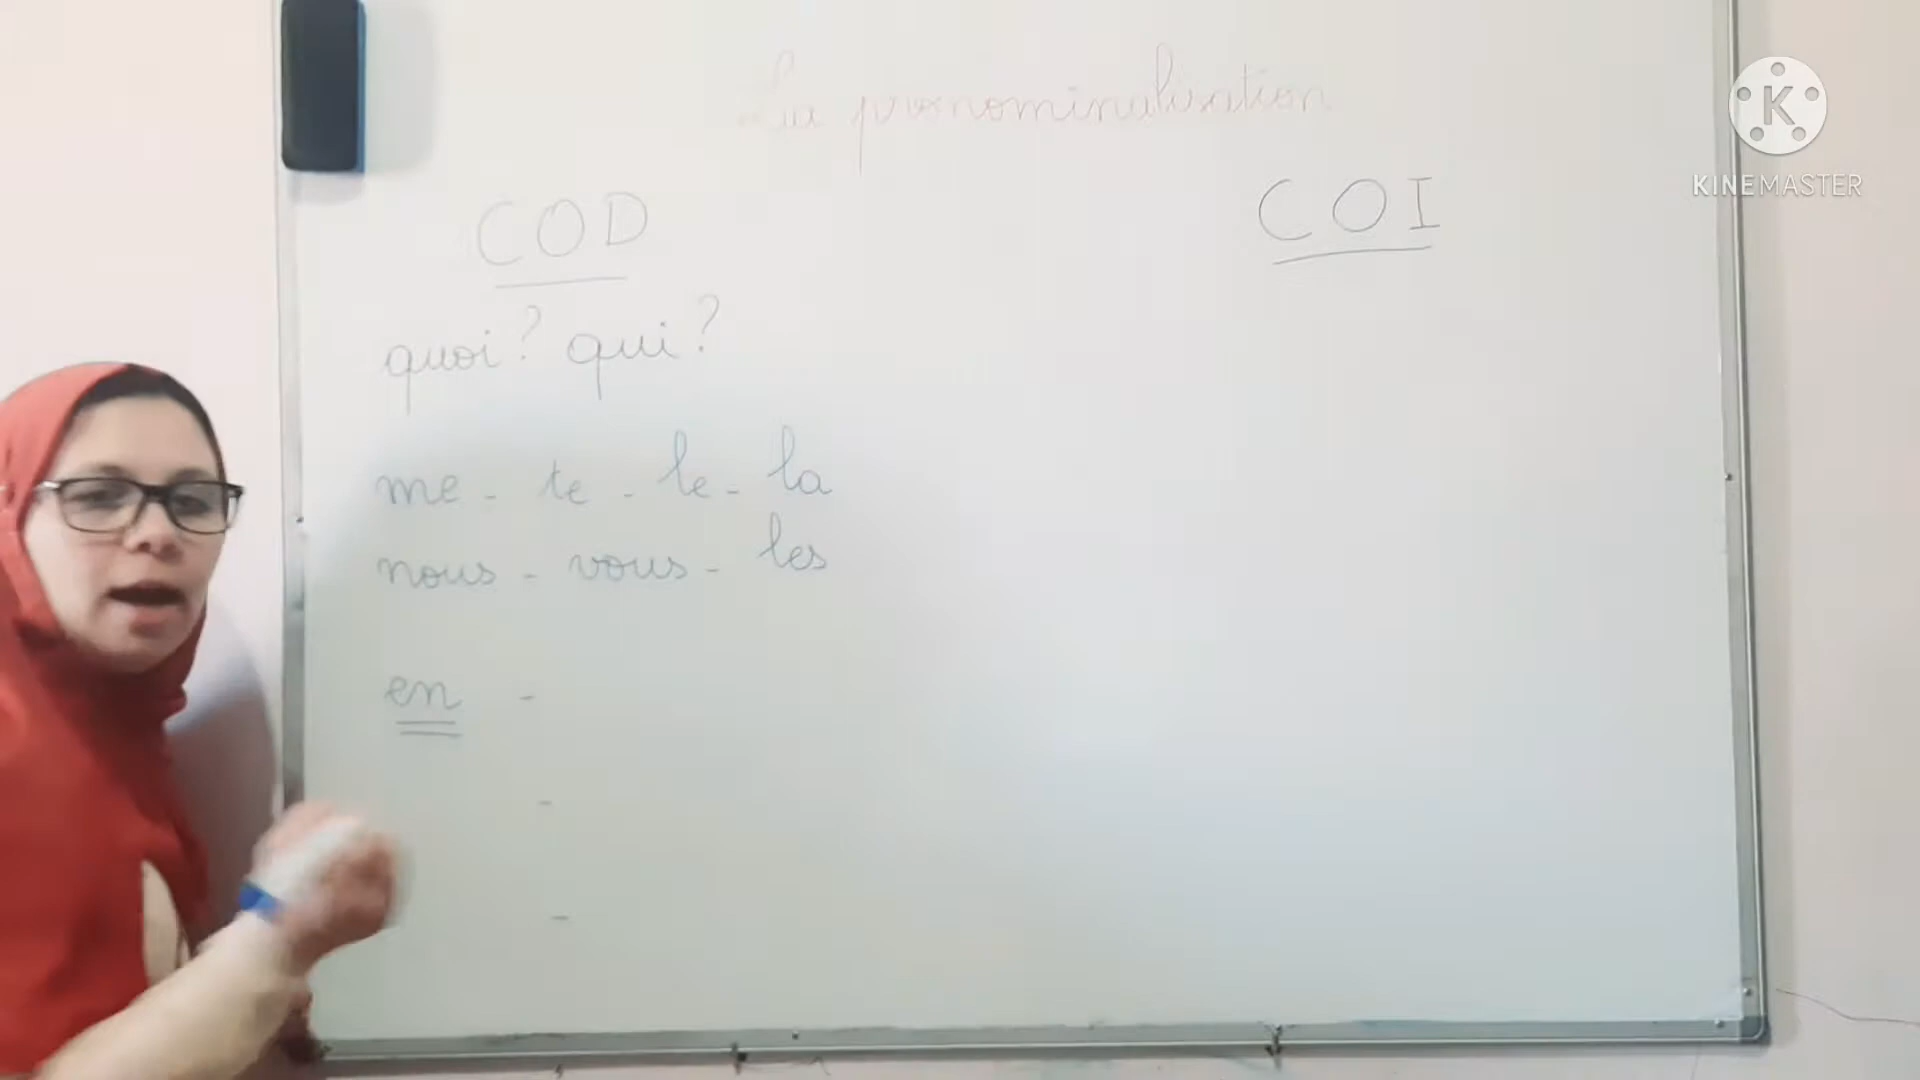 La pronominalisation
COD
COI
quoi? qui?
me - te - le - la
nous - vous - les
en -
-
-
K
KINEMASTER